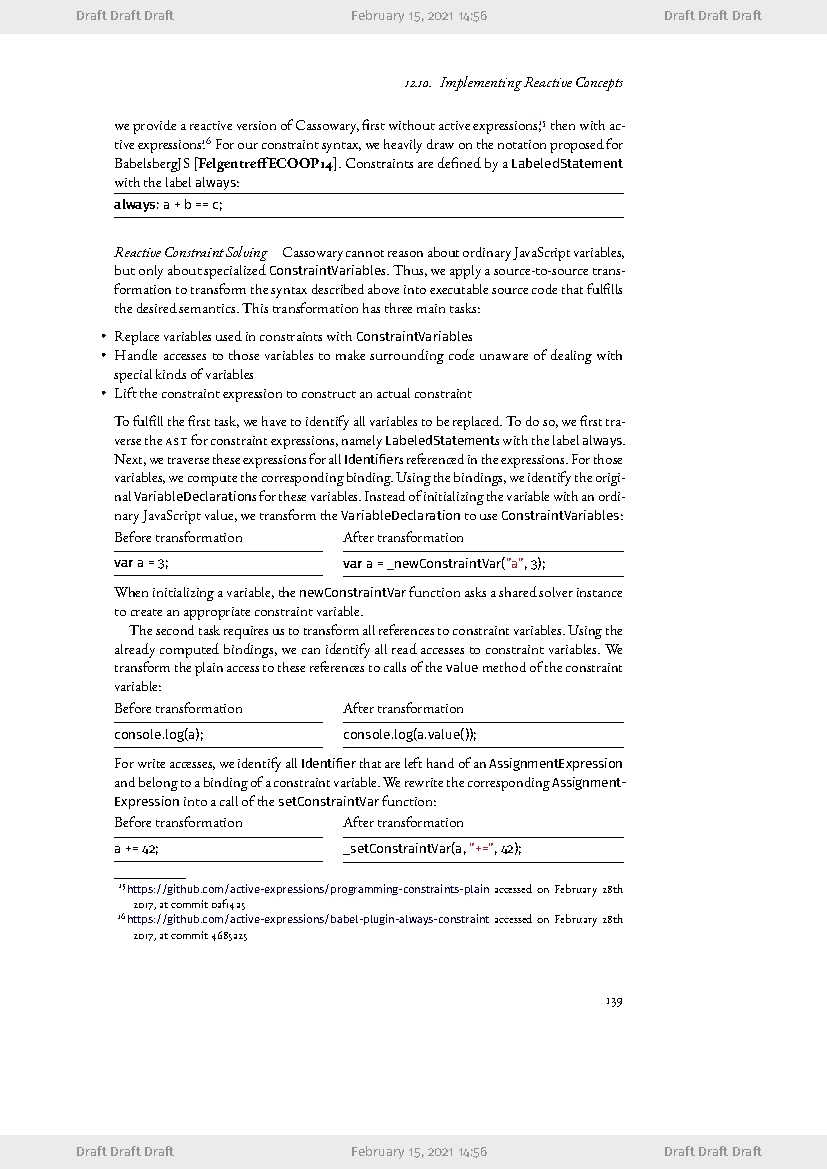 Draft Draft Draft February 15, 2021 14:56 Draft Draft Draft
12.10. Implementing Reactive Concepts
we provide a reactive version of Cassowary, first without active expressions,15 then with ac-
tive expressions.16 For our constraint syntax, we heavily draw on the notation proposed for
BabelsbergJS [FelgentreffECOOP14]. Constraints are defined by a LabeledStatement
with the label always:
always: a + b == c;
Reactive Constraint Solving Cassowary cannot reason about ordinary JavaScript variables,
but only about specialized ConstraintVariables. Thus, we apply a source-to-source trans-
formation to transform the syntax described above into executable source code that fulfills
the desired semantics. This transformation has three main tasks:
• Replace variables used in constraints with ConstraintVariables
• Handle accesses to those variables to make surrounding code unaware of dealing with
special kinds of variables
• Lift the constraint expression to construct an actual constraint
To fulfill the first task, we have to identify all variables to be replaced. To do so, we first tra-
verse the AST for constraint expressions, namely LabeledStatements with the label always.
Next, we traverse these expressions for all Identifiers referenced in the expressions. For those
variables, we compute the corresponding binding. Using the bindings, we identify the origi-
nal VariableDeclarations for these variables. Instead of initializing the variable with an ordi-
nary JavaScript value, we transform the VariableDeclaration to use ConstraintVariables:
Before transformation After transformation
var a = 3; var a = _newConstraintVar("a", 3);
When initializing a variable, the newConstraintVar function asks a shared solver instance
to create an appropriate constraint variable.
The second task requires us to transform all references to constraint variables. Using the
already computed bindings, we can identify all read accesses to constraint variables. We
transform the plain access to these references to calls of the value method of the constraint
variable:
Before transformation After transformation
console.log(a); console.log(a.value());
For write accesses, we identify all Identifier that are left hand of an AssignmentExpression
and belong to a binding of a constraint variable. We rewrite the corresponding Assignment-
Expression into a call of the setConstraintVar function:
Before transformation After transformation
a += 42; _setConstraintVar(a, "+=", 42);
15 https://github.com/active-expressions/programming-constraints-plain accessed on February 28th
2017, at commit 0af14a5
16 https://github.com/active-expressions/babel-plugin-always-constraint accessed on February 28th
2017, at commit 4685a25
139
Draft Draft Draft February 15, 2021 14:56 Draft Draft Draft